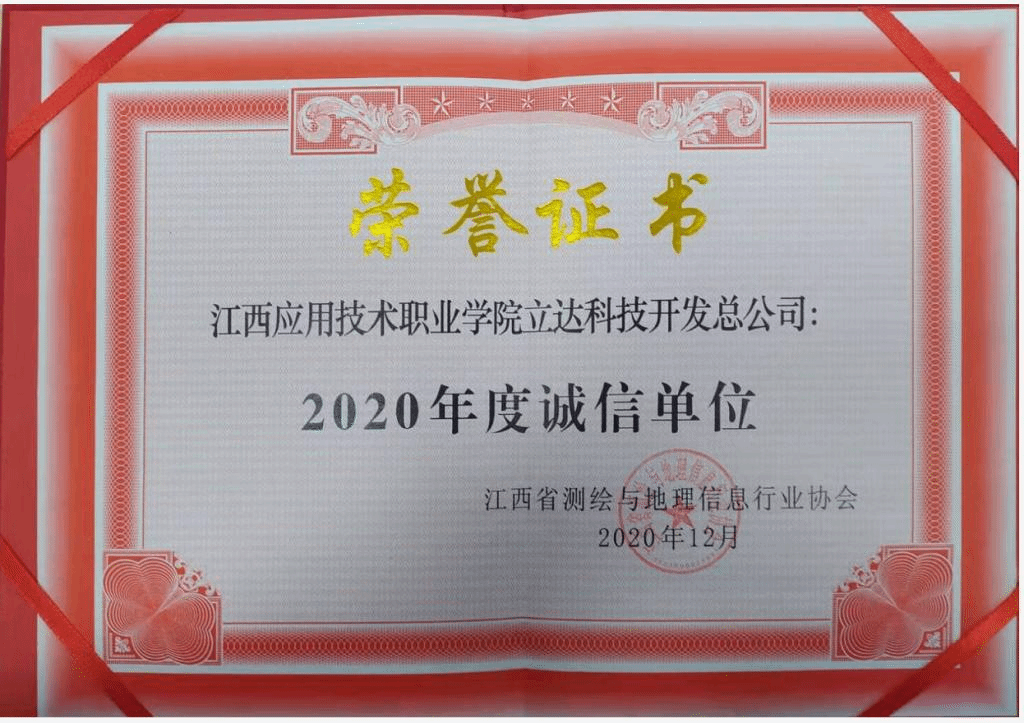 荣誉证书
江西应用技术职业学院立达科技开发总公司：
2020年度诚信单位
江西省测绘与地理信息行业协会
2020年12月